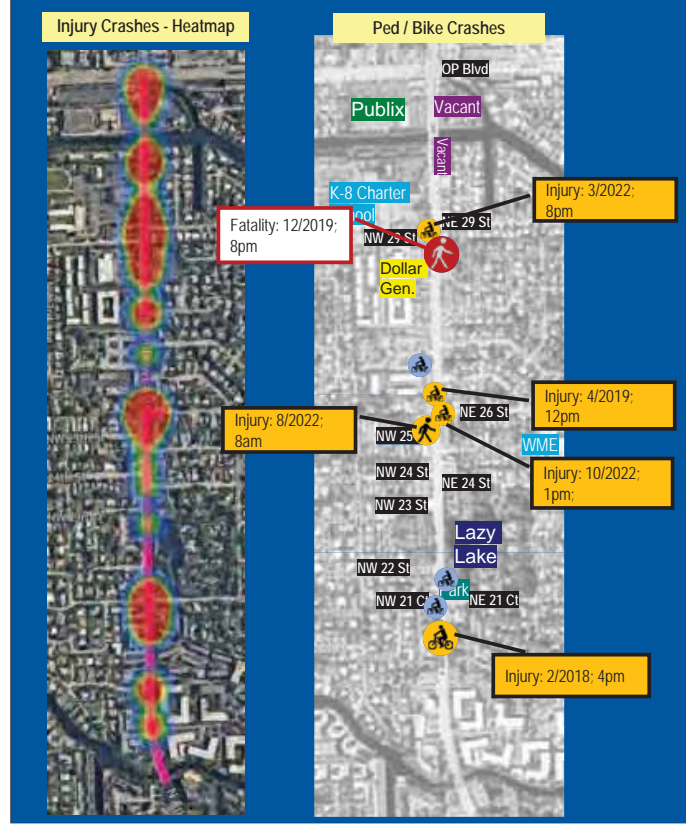 Injury Crashes - Heatmap
Ped / Bike Crashes
OP Blvd
Publix
Vacant
Vacant
K-8 Charter
ool
Injury: 3/2022;
8pm
Fatality: 12/2019;
8pm
NE 29 St
NW 29 St
Dollar
Gen.
Injury: 4/2019;
12pm
Injury: 8/2022;
8am
NE 26 St
NW 25
WME
Injury: 10/2022;
1pm;
NW 24 St
NE 24 St
NW 23 St
Lazy
Lake
NW 22 St
Park
NW 21 Ct
NE 21 Ct
Injury: 2/2018; 4pm